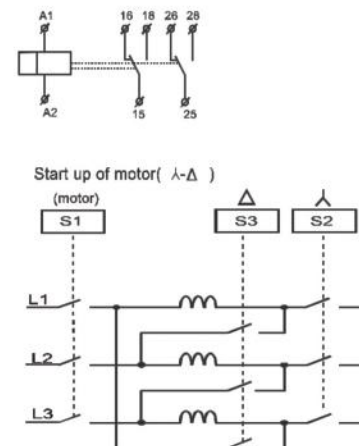 A1 16 18 26 28
A2 15 25
Start up of motor( ⅄-Δ )
(motor) Δ ⅄
S1 S3 S2
L1
L2
L3